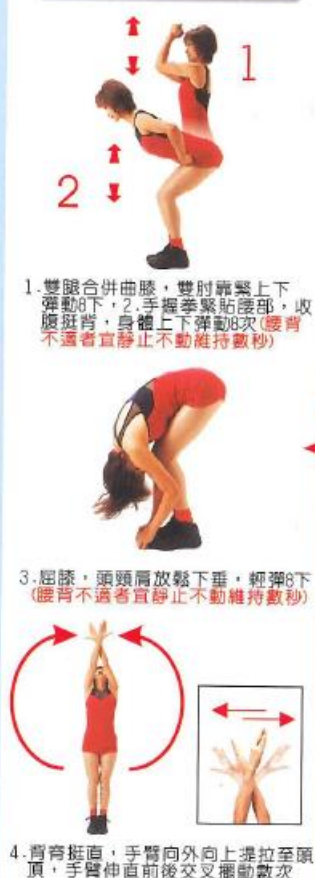 1
2
1.雙腿合併曲膝，雙肘靠緊上下
彈動8下，2.手握拳緊貼腰部，收
腹挺背，身體上下彈動8次(腰背
不適者宜靜止不動維持數秒)
3.屈膝，頭頸肩放鬆下垂，輕彈8下
(腰背不適者宜靜止不動維持數秒)
4.背脊挺直，手臂向外向上提拉至頭
頂，手臂伸直前後交叉擺動數次